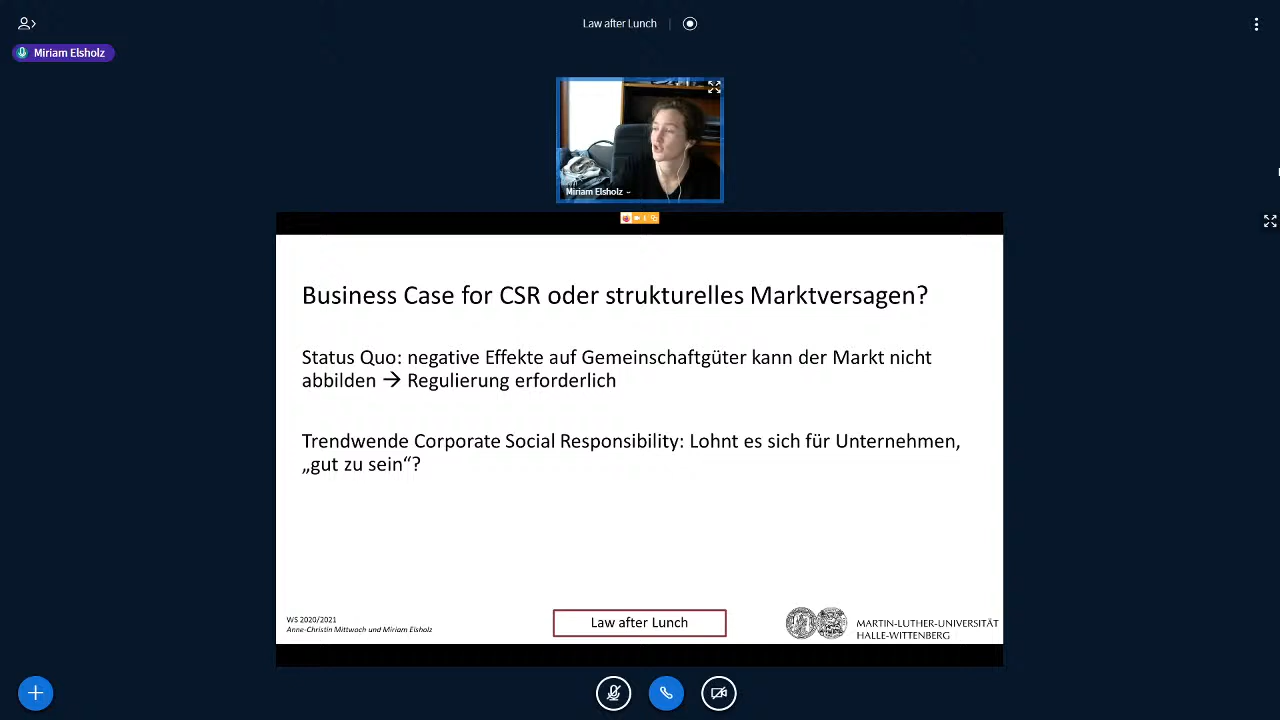 Law after Lunch
Miriam Elsholz
Miriam Elsholz
Business Case for CSR oder strukturelles Marktversagen?
Status Quo: negative Effekte auf Gemeinschaftgüter kann der Markt nicht
abbilden → Regulierung erforderlich
Trendwende Corporate Social Responsibility: Lohnt es sich für Unternehmen,
„gut zu sein“?
WS 2020/2021
Anne-Christin Mittwoch und Miriam Elsholz
Law after Lunch
MARTIN-LUTHER-UNIVERSITÄT
HALLE-WITTENBERG